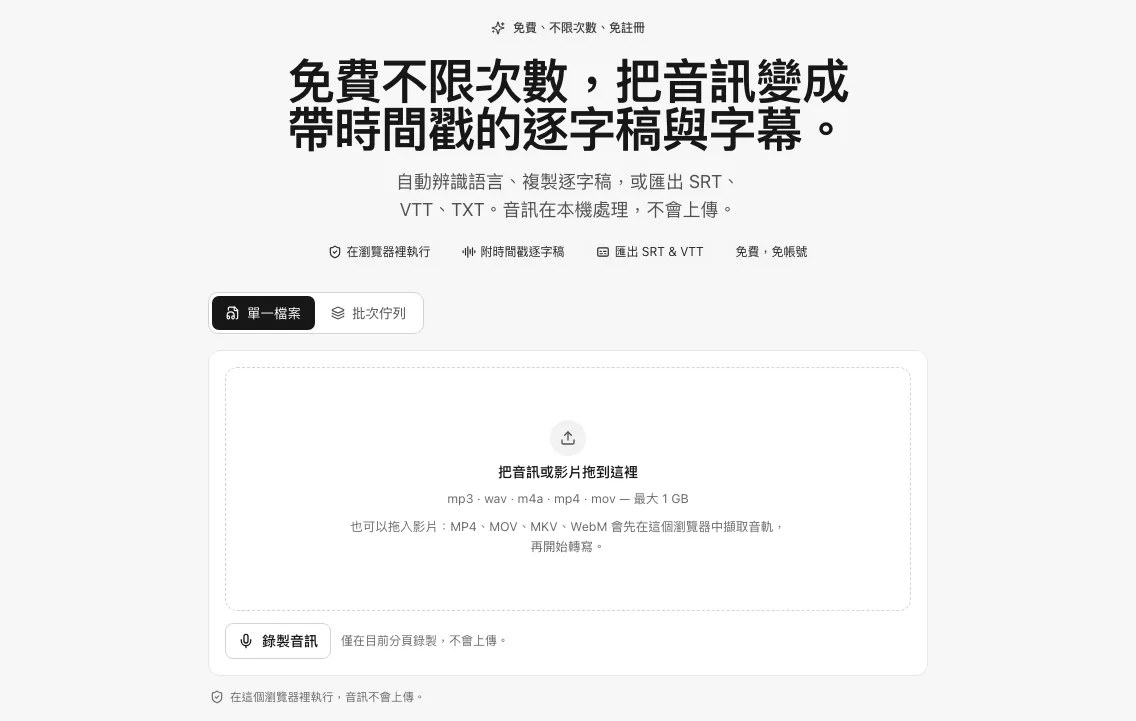 免費、不限次數、免註冊
免費不限次數，把音訊變成
帶時間戳的逐字稿與字幕。
自動辨識語言、複製逐字稿，或匯出 SRT、
VTT、TXT。音訊在本機處理，不會上傳。
在瀏覽器裡執行
附時間戳逐字稿
匯出 SRT & VTT
免費，免帳號
單一檔案
批次佇列
把音訊或影片拖到這裡
mp3 · wav · m4a · mp4 · mov — 最大 1 GB
也可以拖入影片：MP4、MOV、MKV、WebM 會先在這個瀏覽器中擷取音軌，
再開始轉寫。
錄製音訊
僅在目前分頁錄製，不會上傳。
在這個瀏覽器裡執行，音訊不會上傳。